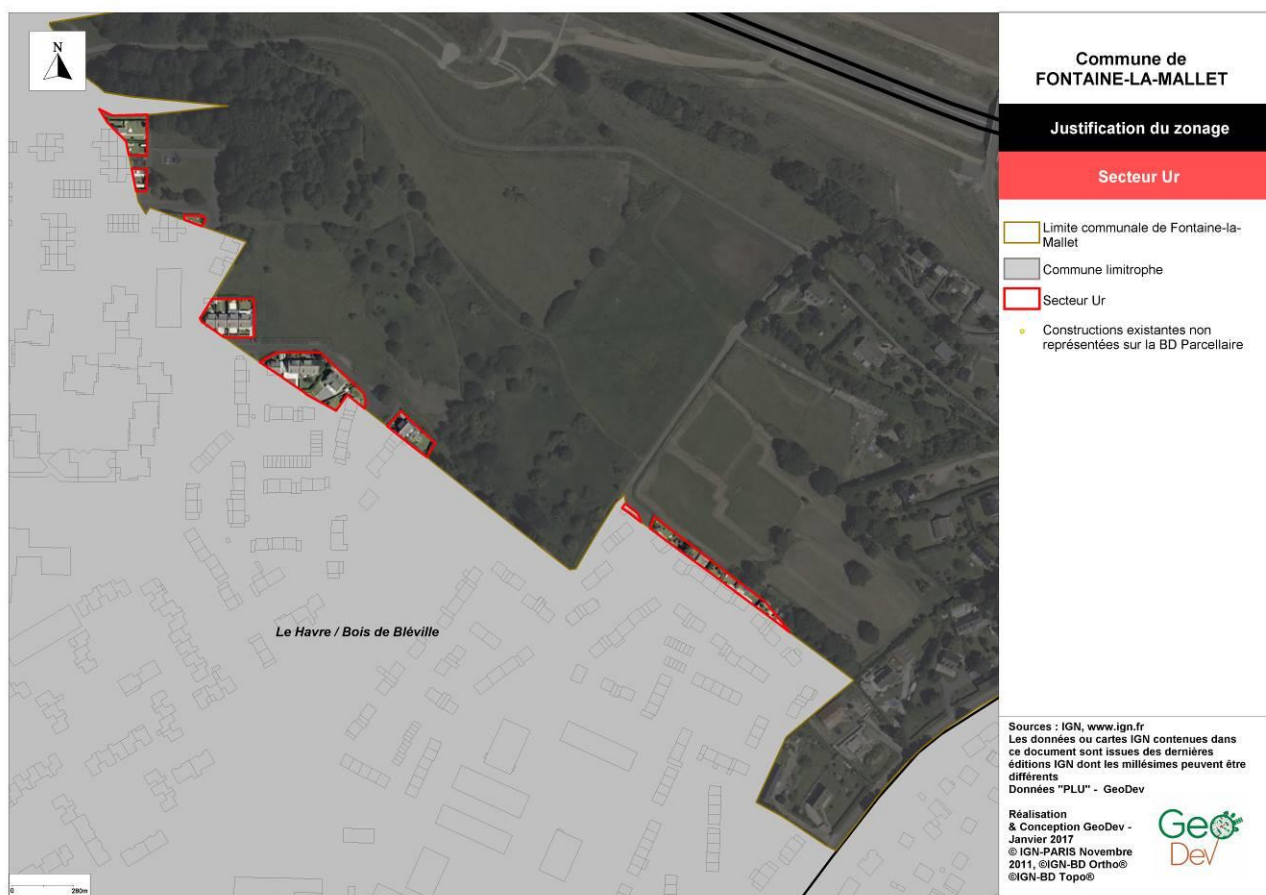 N
Le Havre / Bois de Bléville
0 280m
Commune de
FONTAINE-LA-MALLET
Justification du zonage
Secteur Ur
Limite communale de Fontaine-la-
Mallet
Commune limitrophe
Secteur Ur
Constructions existantes non
représentées sur la BD Parcellaire
Sources : IGN, www.ign.fr
Les données ou cartes IGN contenues dans
ce document sont issues des dernières
éditions IGN dont les millésimes peuvent être
différents
Données "PLU" - GeoDev
Réalisation
& Conception GeoDev -
Janvier 2017
© IGN-PARIS Novembre
2011, ©IGN-BD Ortho®
©IGN-BD Topo®
Geo
Dev